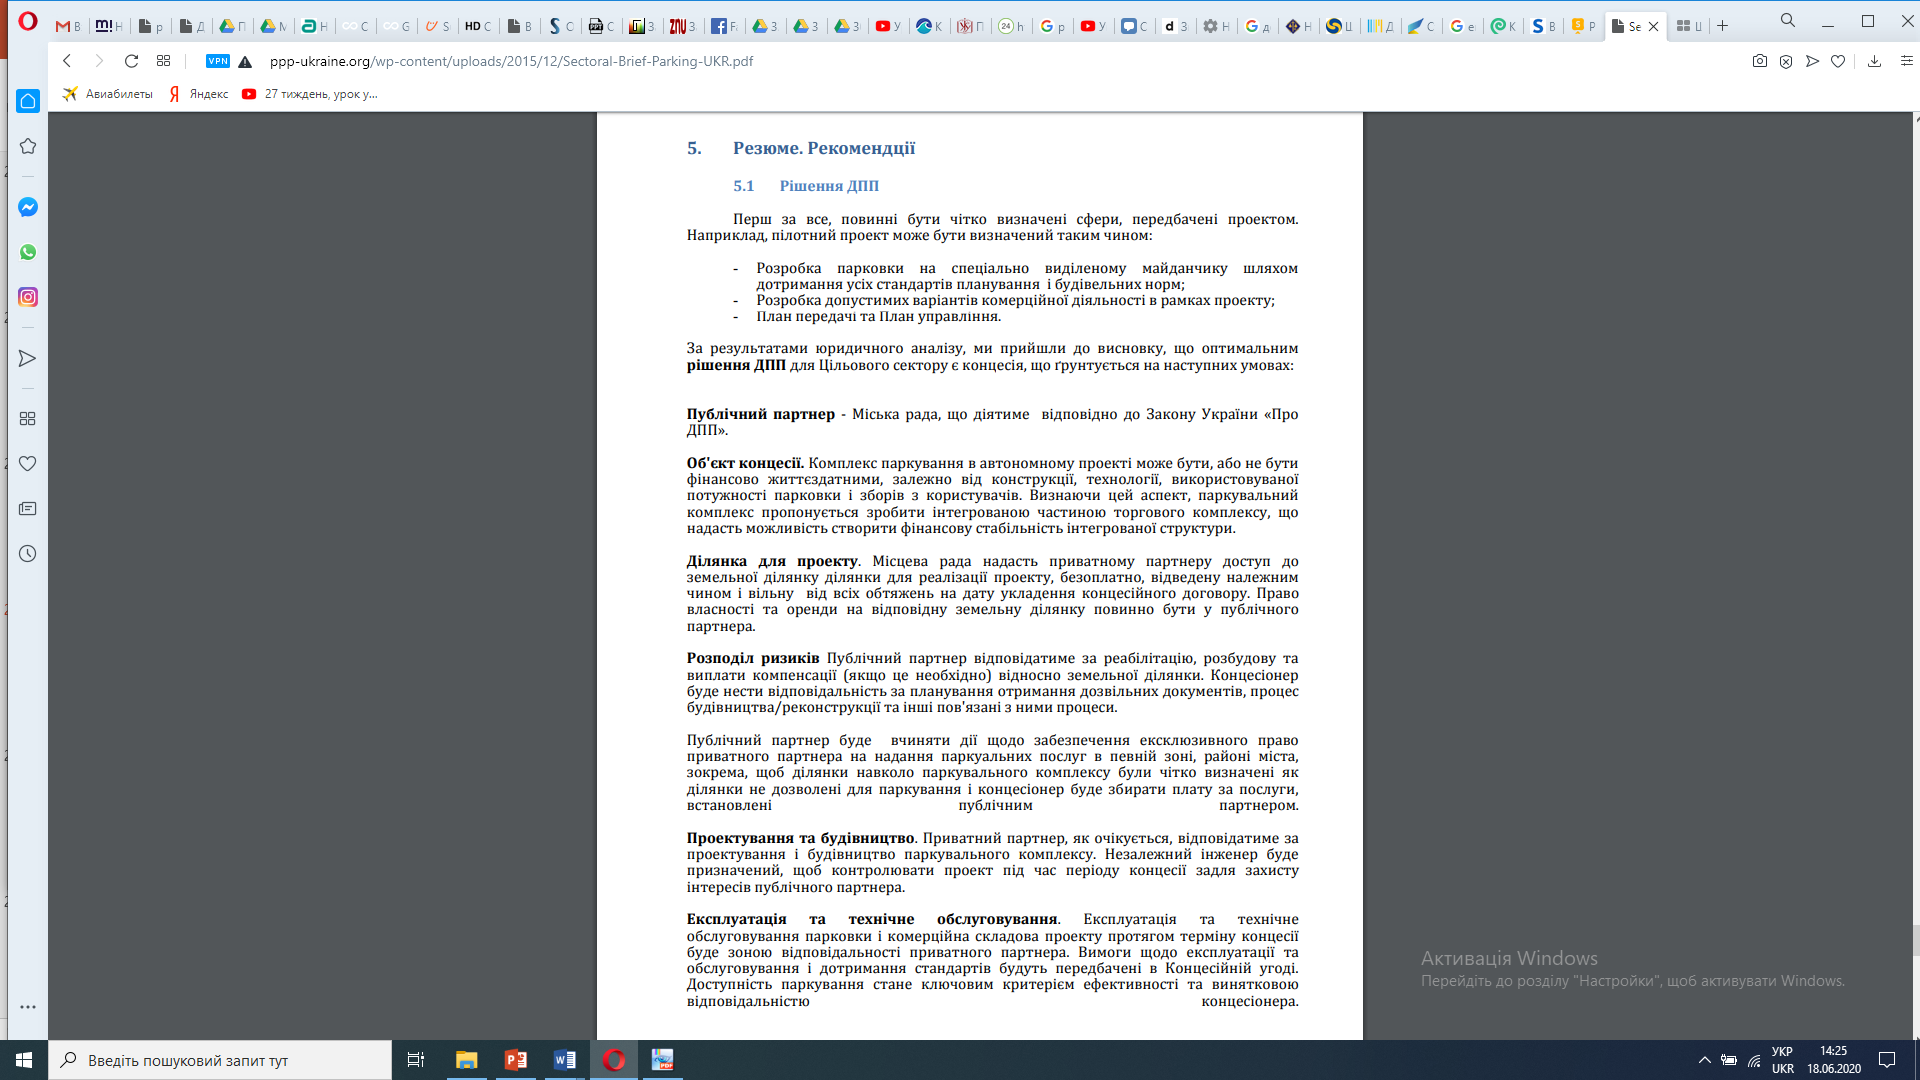 ppp-ukraine.org/wp-content/uploads/2015/12/Sectoral-Brief-Parking-UKR.pdf
VPN
Авиабилеты
Яндекс
27 тиждень, урок у...
5. Резюме. Рекомендції
5.1 Рішення ДПП
Перш за все, повинні бути чітко визначені сфери, передбачені проектом.
Наприклад, пілотний проект може бути визначений таким чином:
- Розробка парковки на спеціально виділеному майданчику шляхом
дотримання усіх стандартів планування і будівельних норм;
- Розробка допустимих варіантів комерційної діяльності в рамках проекту;
- План передачі та План управління.
За результатами юридичного аналізу, ми прийшли до висновку, що оптимальним
рішення ДПП для Цільового сектору є концесія, що ґрунтується на наступних умовах:
Публічний партнер - Міська рада, що діятиме відповідно до Закону України «Про
ДПП».
Об'єкт концесії. Комплекс паркування в автономному проекті може бути, або не бути
фінансово життєздатними, залежно від конструкції, технології, використовуваної
потужності парковки і зборів з користувачів. Визнаючи цей аспект, паркувальний
комплекс пропонується зробити інтегрованою частиною торгового комплексу, що
надасть можливість створити фінансову стабільність інтегрованої структури.
Ділянка для проекту. Місцева рада надасть приватному партнеру доступ до
земельної ділянку ділянки для реалізації проекту, безоплатно, відведену належним
чином і вільну від всіх обтяжень на дату укладення концесійного договору. Право
власності та оренди на відповідну земельну ділянку повинно бути у публічного
партнера.
Розподіл ризиків Публічний партнер відповідатиме за реабілітацію, розбудову та
виплати компенсації (якщо це необхідно) відносно земельної ділянки. Концесіонер
буде нести відповідальність за планування отримання дозвільних документів, процес
будівництва/реконструкції та інші пов'язані з ними процеси.
Публічний партнер буде вчиняти дії щодо забезпечення ексклюзивного право
приватного партнера на надання паркуальних послуг в певній зоні, районі міста,
зокрема, щоб ділянки навколо паркувального комплексу були чітко визначені як
ділянки не дозволені для паркування і концесіонер буде збирати плату за послуги,
встановлені публічним партнером.
Проектування та будівництво. Приватний партнер, як очікується, відповідатиме за
проектування і будівництво паркувального комплексу. Незалежний інженер буде
призначений, щоб контролювати проект під час періоду концесії задля захисту
інтересів публічного партнера.
Експлуатація та технічне обслуговування. Експлуатація та технічне
обслуговування парковки і комерційна складова проекту протягом терміну концесії
буде зоною відповідальності приватного партнера. Вимоги щодо експлуатації та
обслуговування і дотримання стандартів будуть передбачені в Концесійній угоді.
Доступність паркування стане ключовим критерієм ефективності та винятковою
відповідальністю концесіонера.
Активація Windows
Перейдіть до розділу "Настройки", щоб активувати Windows.
Введіть пошуковий запит тут
УКР
UKR
14:25
18.06.2020